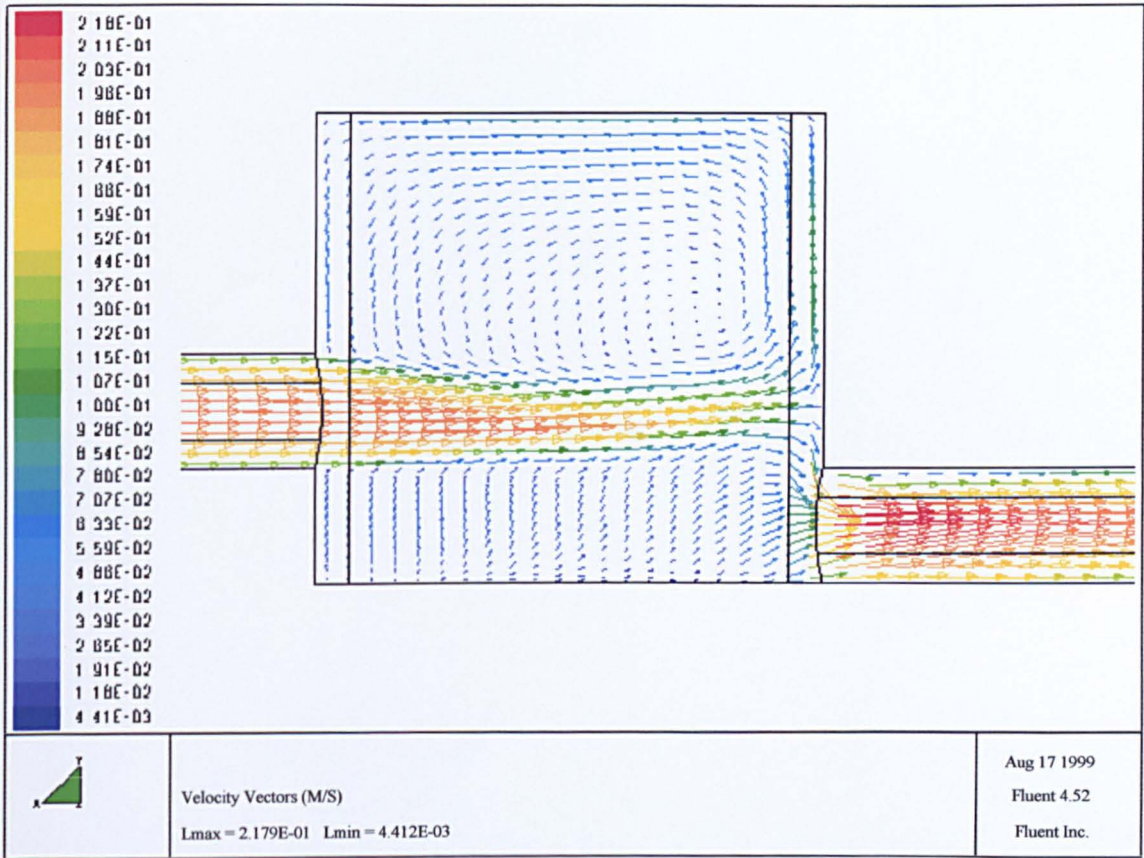 2 18E-01
2 11E-01
2 03E-01
1 96E-01
1 88E-01
1 81E-01
1 74E-01
1 66E-01
1 59E-01
1 52E-01
1 44E-01
1 37E-01
1 30E-01
1 22E-01
1 15E-01
1 07E-01
1 00E-01
9 28E-02
8 54E-02
7 80E-02
7 07E-02
6 33E-02
5 59E-02
4 86E-02
4 12E-02
3 39E-02
2 65E-02
1 91E-02
1 18E-02
4 41E-03
Y
X Z
Velocity Vectors (M/S)
Lmax = 2.179E-01 Lmin = 4.412E-03
Aug 17 1999
Fluent 4.52
Fluent Inc.